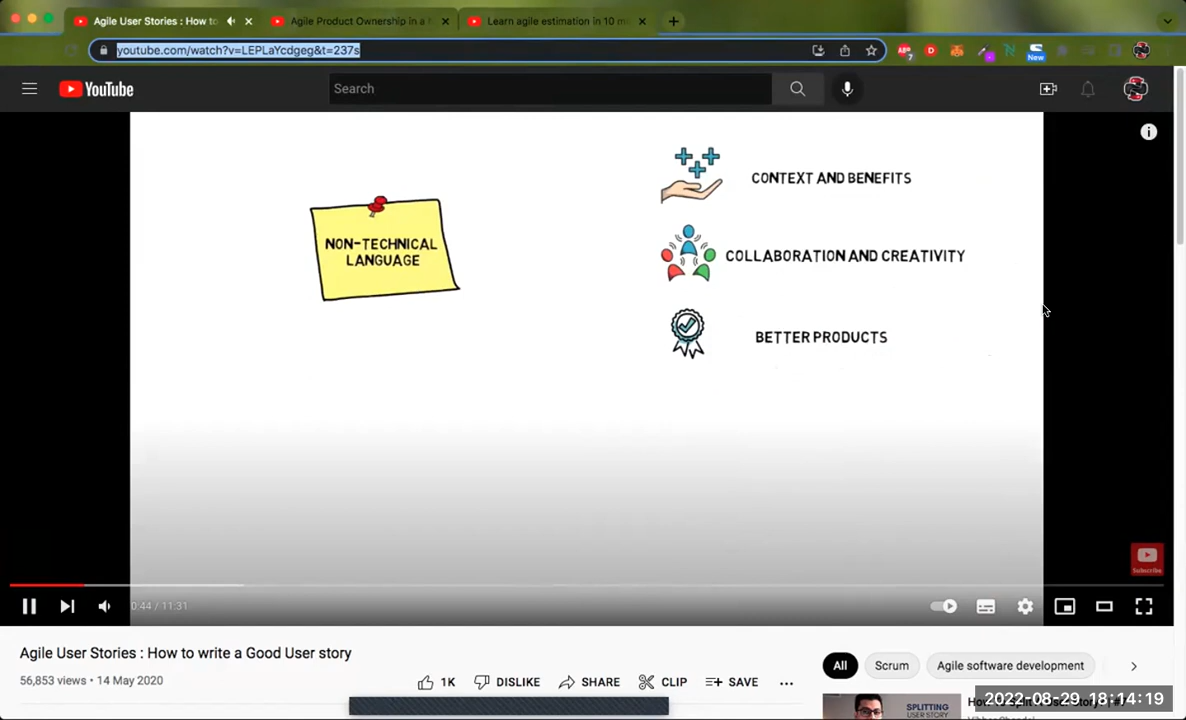 Agile User Stories : How to
Agile Product Ownership in a
Learn agile estimation in 10 m
youtube.com/watch?v=LEPLaYcdgeg&t=237s
New
YouTube
Search
NON-TECHNICAL
LANGUAGE
CONTEXT AND BENEFITS
COLLABORATION AND CREATIVITY
BETTER PRODUCTS
Subscribe
0:44 / 11:31
Agile User Stories : How to write a Good User story
56,853 views • 14 May 2020
1K
DISLIKE
SHARE
CLIP
SAVE
All
Scrum
Agile software development
SPLITTING
USER STORY
2022-08-29 18:14:19